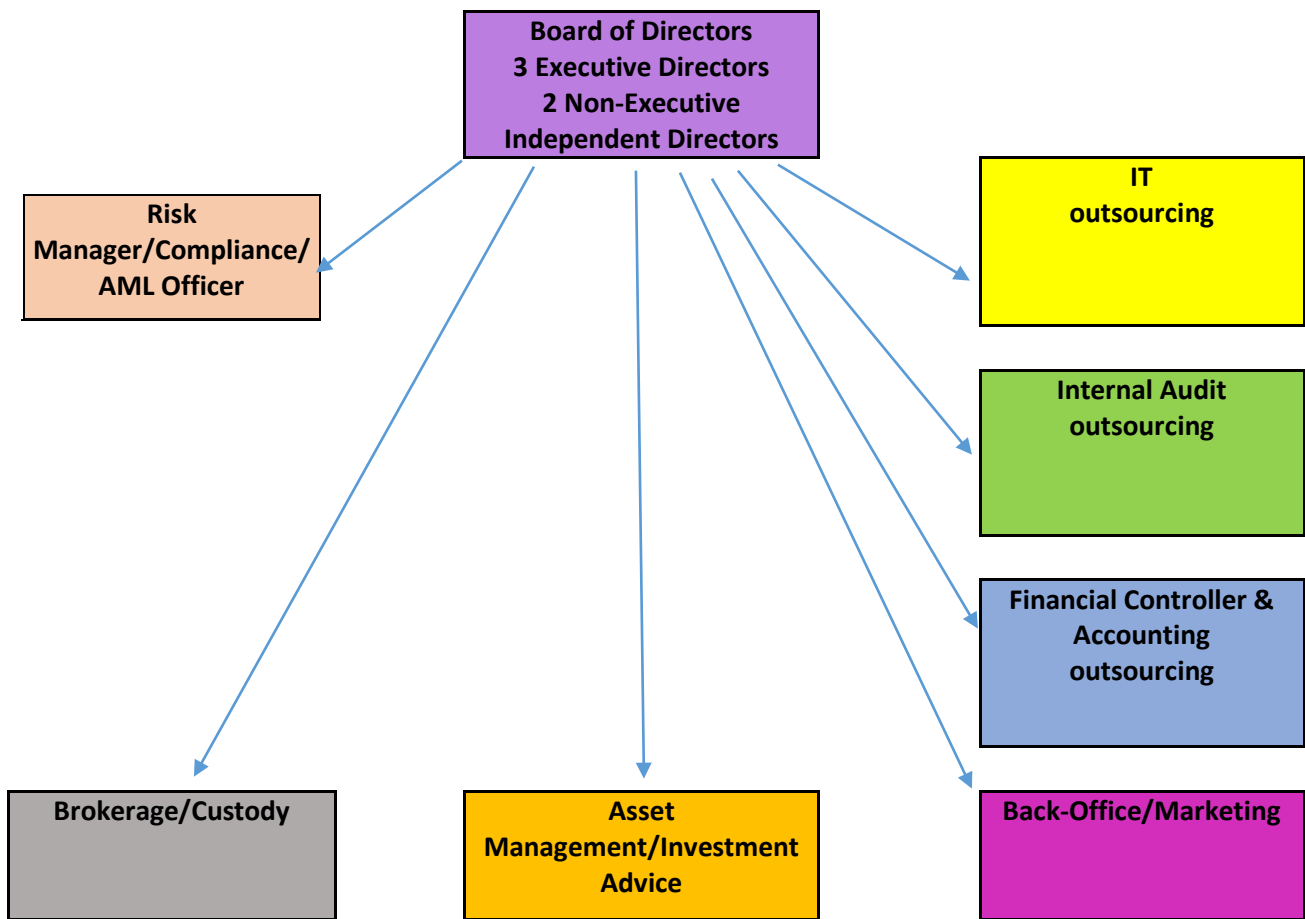 Board of Directors
3 Executive Directors
2 Non-Executive
Independent Directors
Risk
Manager/Compliance/
AML Officer
IT
outsourcing
Internal Audit
outsourcing
Financial Controller &
Accounting
outsourcing
Brokerage/Custody
Asset
Management/Investment
Advice
Back-Office/Marketing